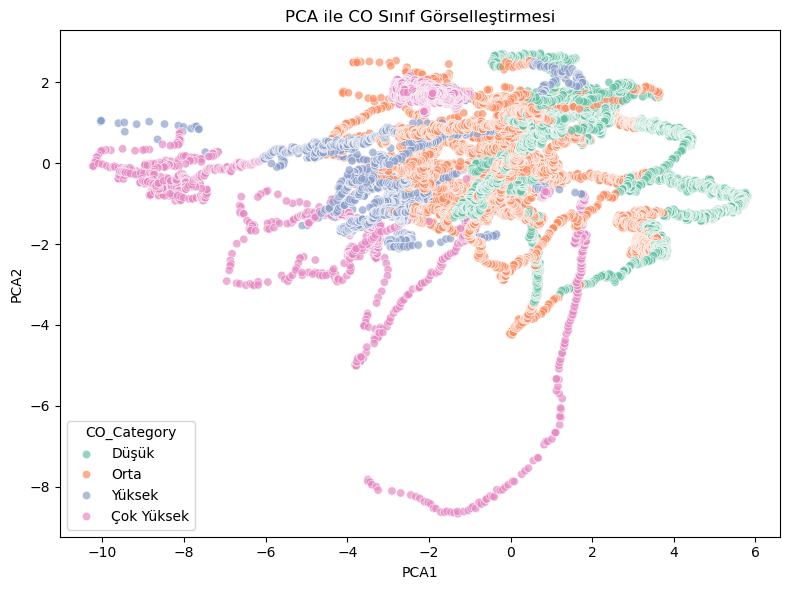 PCA ile CO Sınıf Görselleştirmesi
2
0
−2
−4
−6
−8
PCA2
CO_Category
Düşük
Orta
Yüksek
Çok Yüksek
−10
−8
−6
−4
−2
0
2
4
6
PCA1